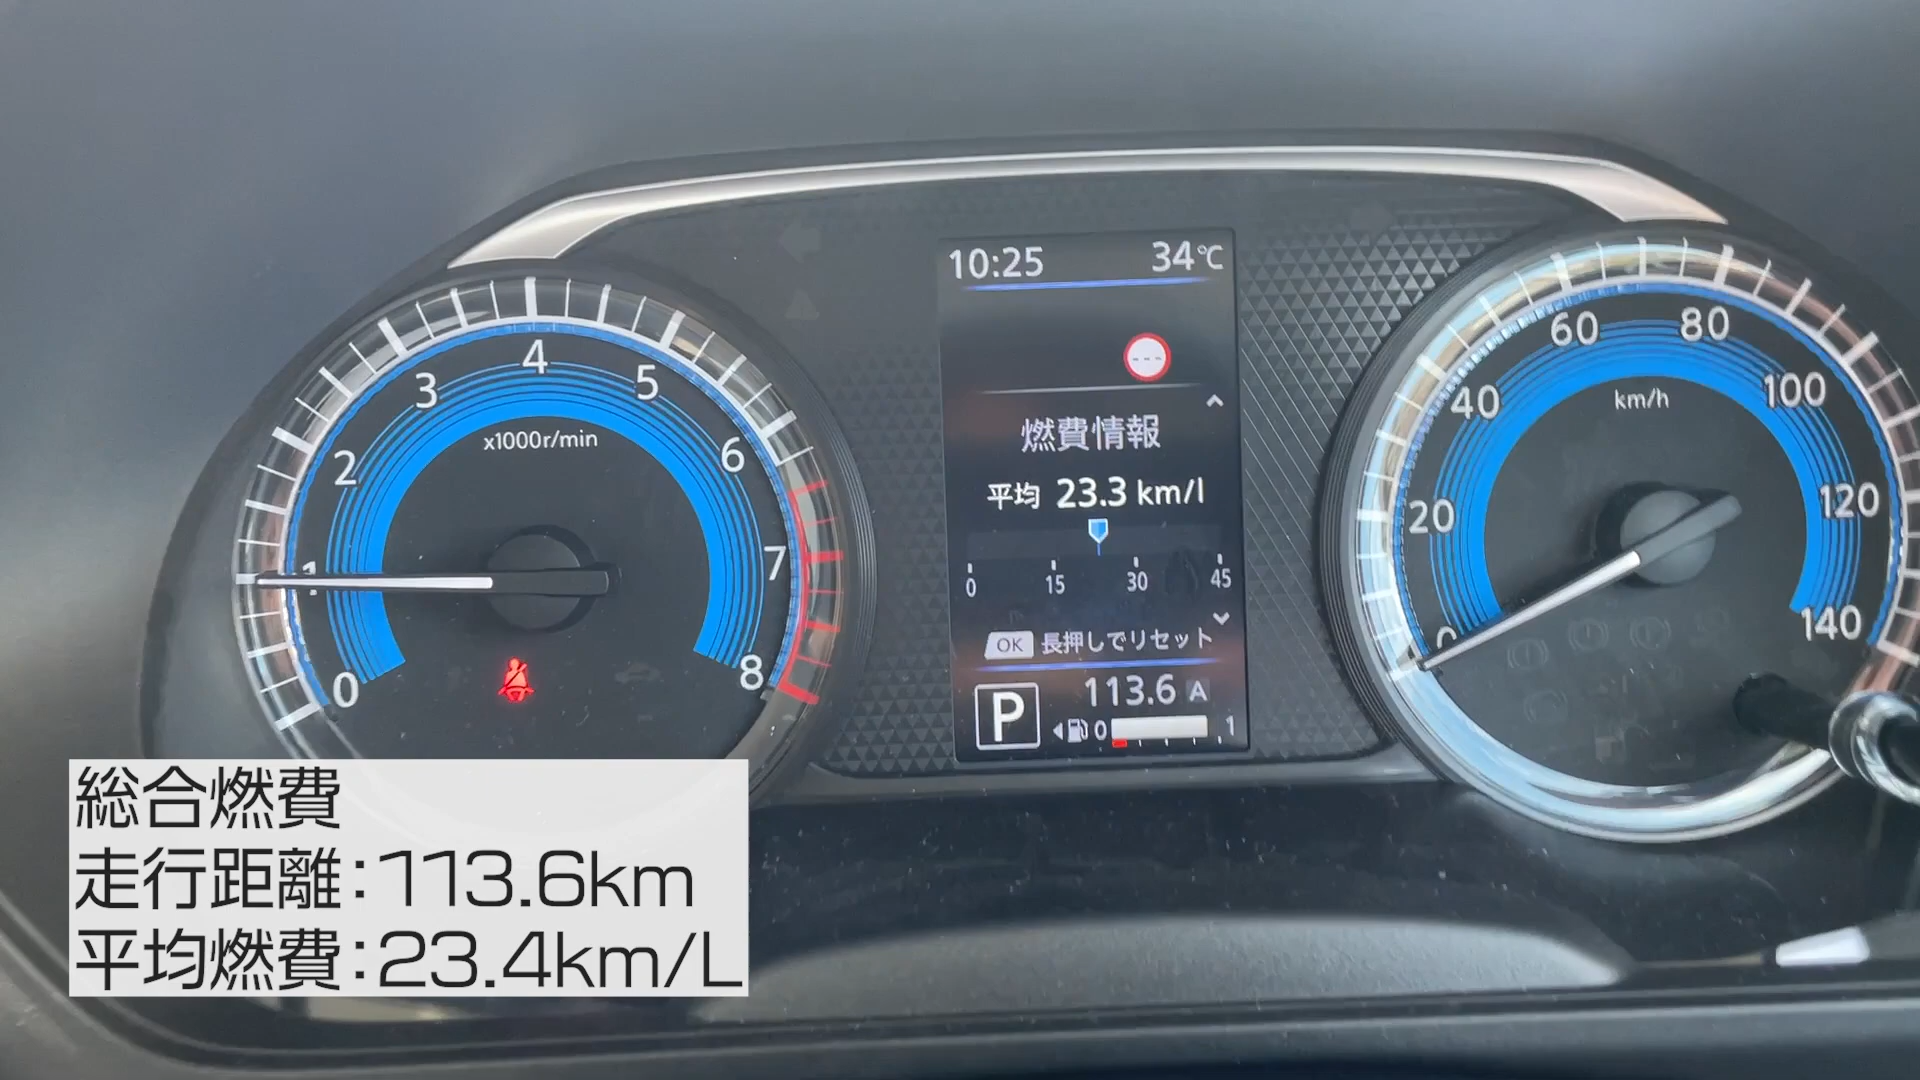 10:25 34℃
---
燃費情報
平均 23.3 km/l
0 15 30 45
OK 長押しでリセット
113.6 A
P 0 1
0 1 2 3 4 5 6 7 8
x1000r/min
0 20 40 60 80 100 120 140
km/h
総合燃費
走行距離:113.6km
平均燃費:23.4km/L